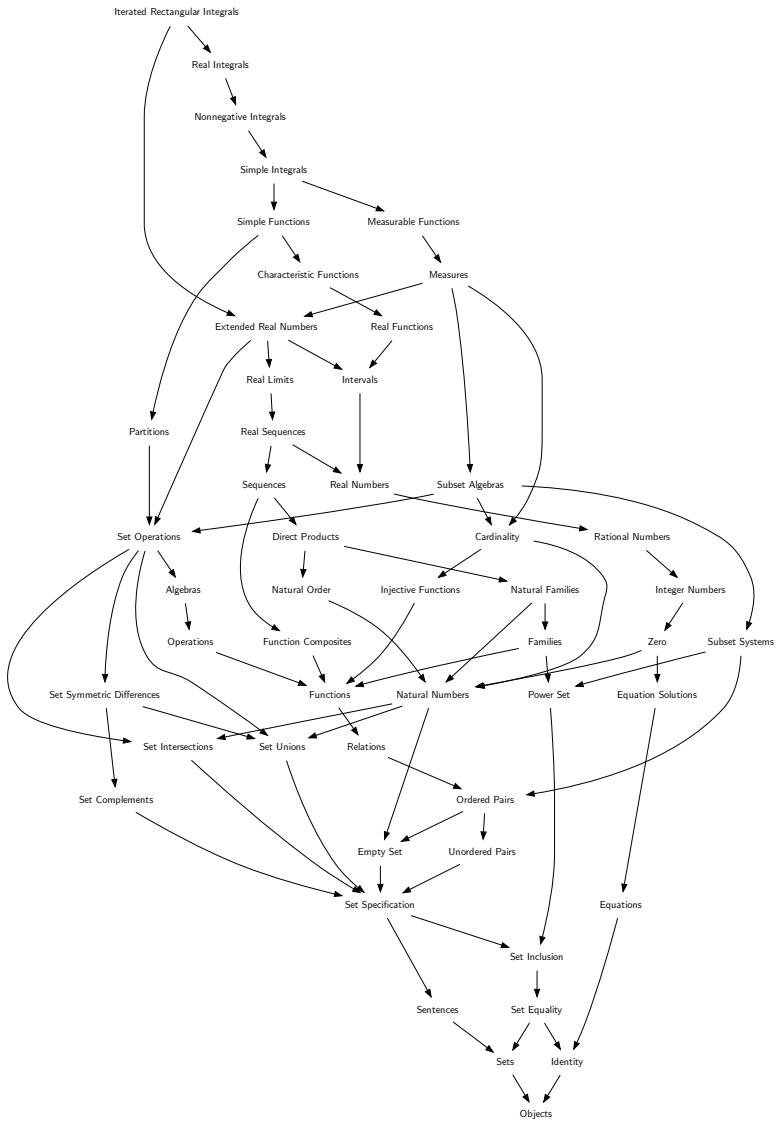 Iterated Rectangular Integrals
Real Integrals
Nonnegative Integrals
Simple Integrals
Simple Functions
Measurable Functions
Characteristic Functions
Measures
Extended Real Numbers
Real Functions
Real Limits
Intervals
Partitions
Real Sequences
Sequences
Real Numbers
Subset Algebras
Set Operations
Direct Products
Cardinality
Rational Numbers
Algebras
Natural Order
Injective Functions
Natural Families
Integer Numbers
Operations
Function Composites
Families
Zero
Subset Systems
Set Symmetric Differences
Functions
Natural Numbers
Power Set
Equation Solutions
Set Intersections
Set Unions
Relations
Set Complements
Ordered Pairs
Empty Set
Unordered Pairs
Set Specification
Equations
Set Inclusion
Sentences
Set Equality
Sets
Identity
Objects